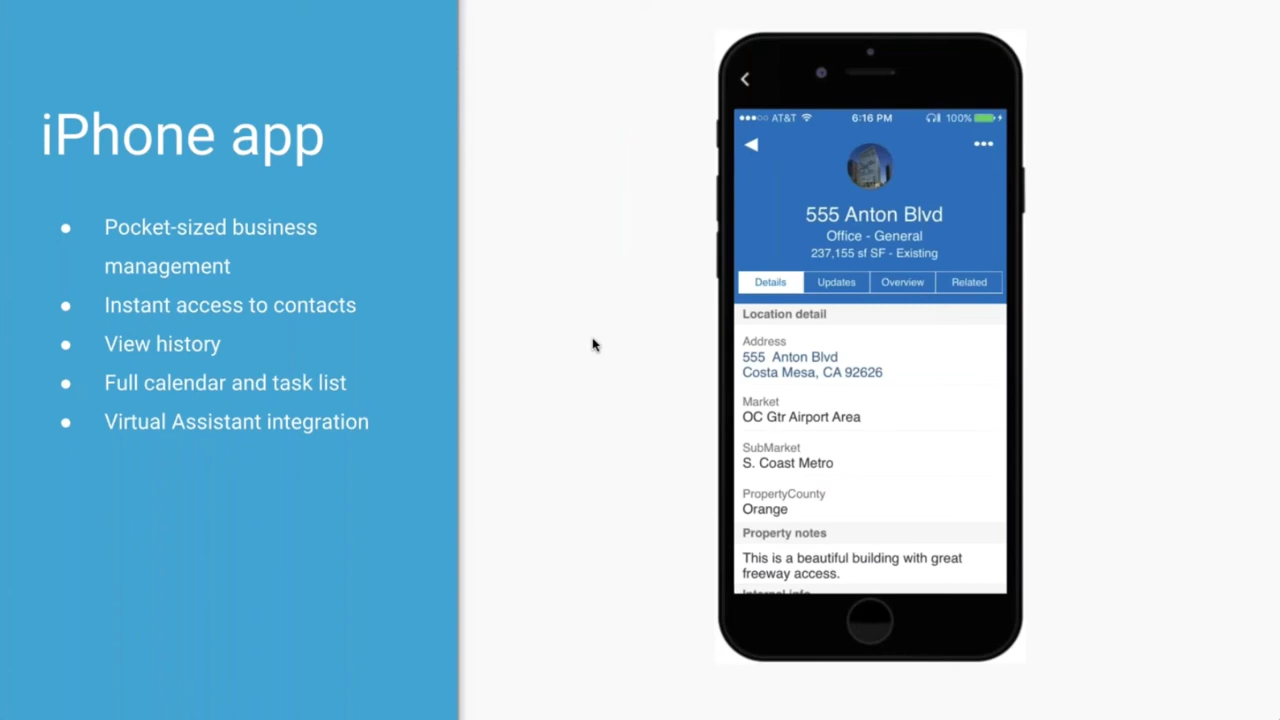 iPhone app
● Pocket-sized business
management
● Instant access to contacts
● View history
● Full calendar and task list
● Virtual Assistant integration
AT&T 6:16 PM 100%
555 Anton Blvd
Office - General
237,155 sf SF - Existing
Details Updates Overview Related
Location detail
Address
555 Anton Blvd
Costa Mesa, CA 92626
Market
OC Gtr Airport Area
SubMarket
S. Coast Metro
PropertyCounty
Orange
Property notes
This is a beautiful building with great
freeway access.